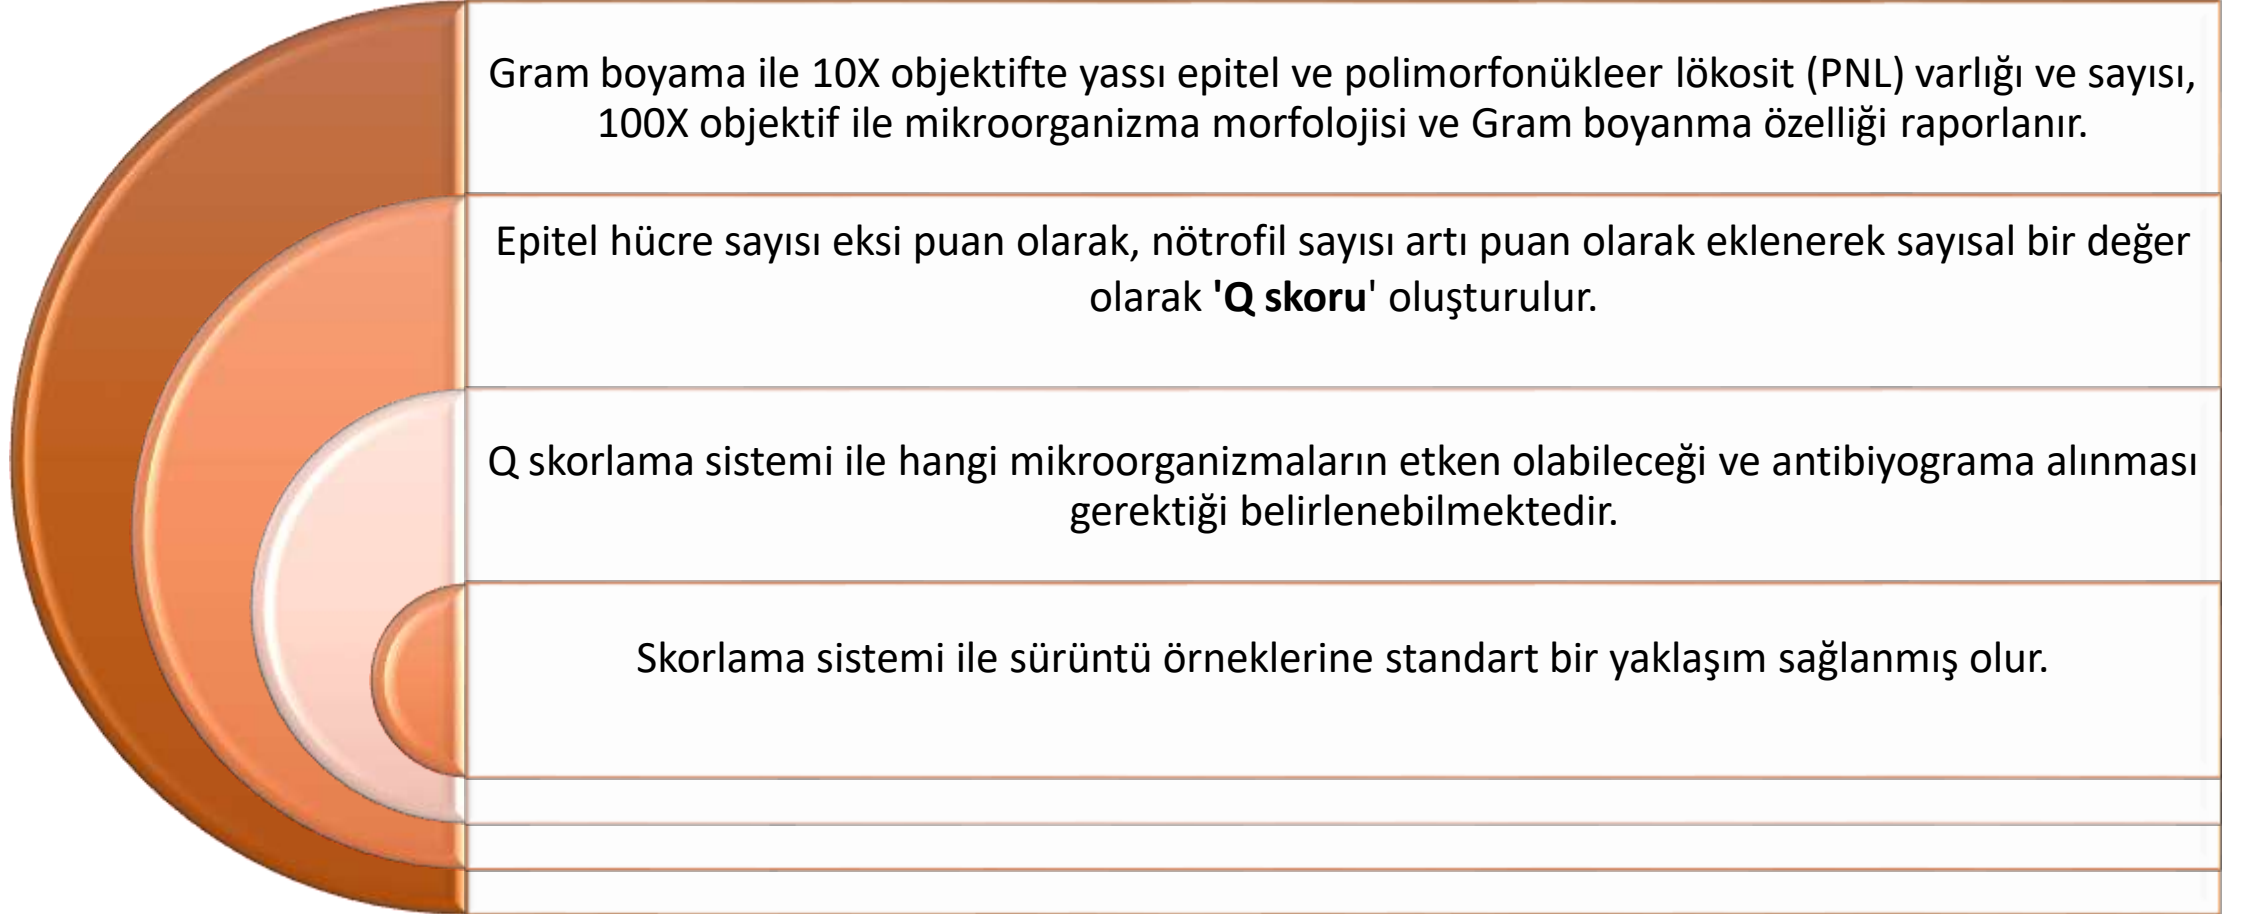 Gram boyama ile 10X objektifte yassı epitel ve polimorfonükleer lökosit (PNL) varlığı ve sayısı,
100X objektif ile mikroorganizma morfolojisi ve Gram boyanma özelliği raporlanır.
Epitel hücre sayısı eksi puan olarak, nötrofil sayısı artı puan olarak eklenerek sayısal bir değer
olarak 'Q skoru' oluşturulur.
Q skorlama sistemi ile hangi mikroorganizmaların etken olabileceği ve antibiyograma alınması
gerektiği belirlenebilmektedir.
Skorlama sistemi ile sürüntü örneklerine standart bir yaklaşım sağlanmış olur.